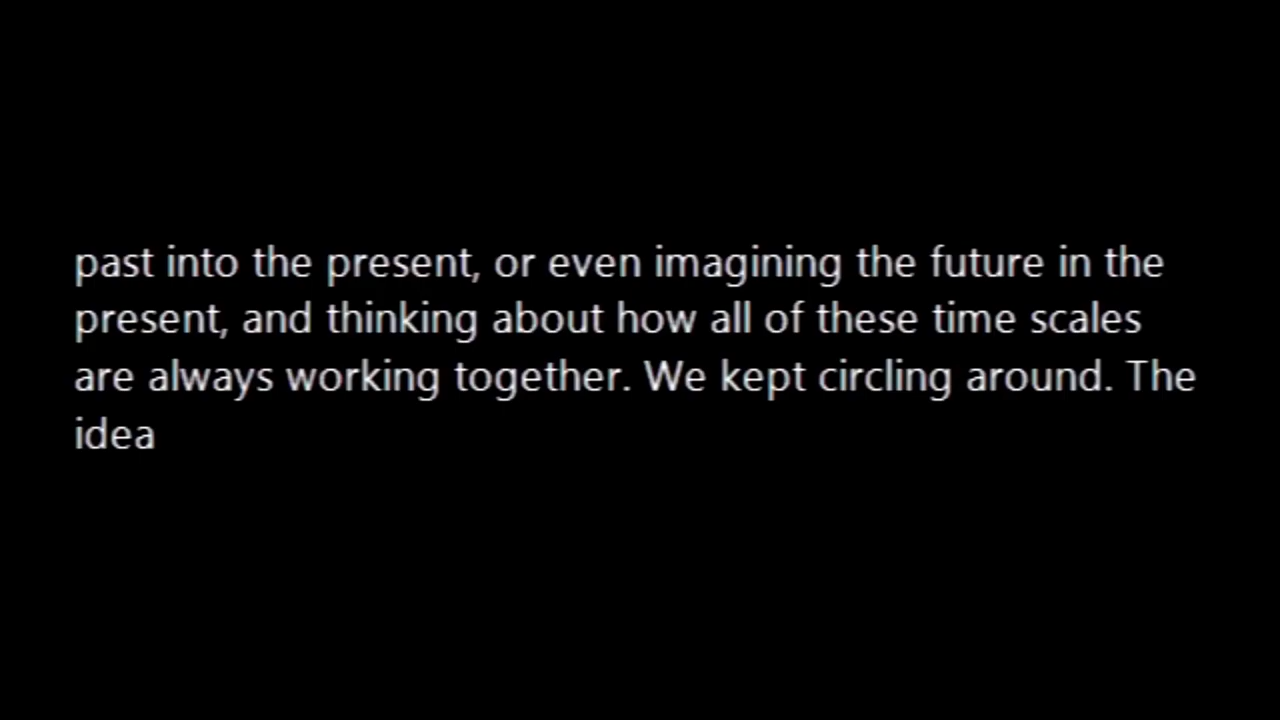 past into the present, or even imagining the future in the
present, and thinking about how all of these time scales
are always working together. We kept circling around. The
idea